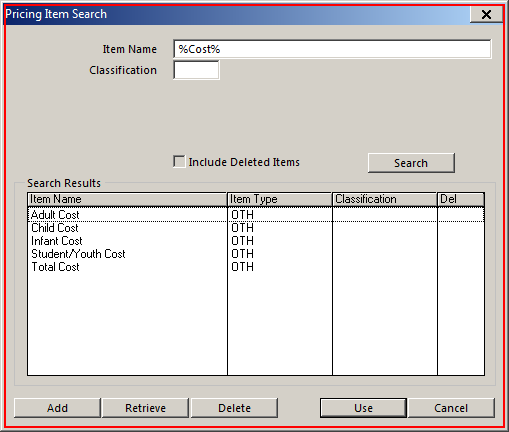 Pricing Item Search
Item Name %Cost%
Classification
Include Deleted Items Search
Search Results
Item Name Item Type Classification Del
Adult Cost OTH
Child Cost OTH
Infant Cost OTH
Student/Youth Cost OTH
Total Cost OTH
Add Retrieve Delete Use Cancel